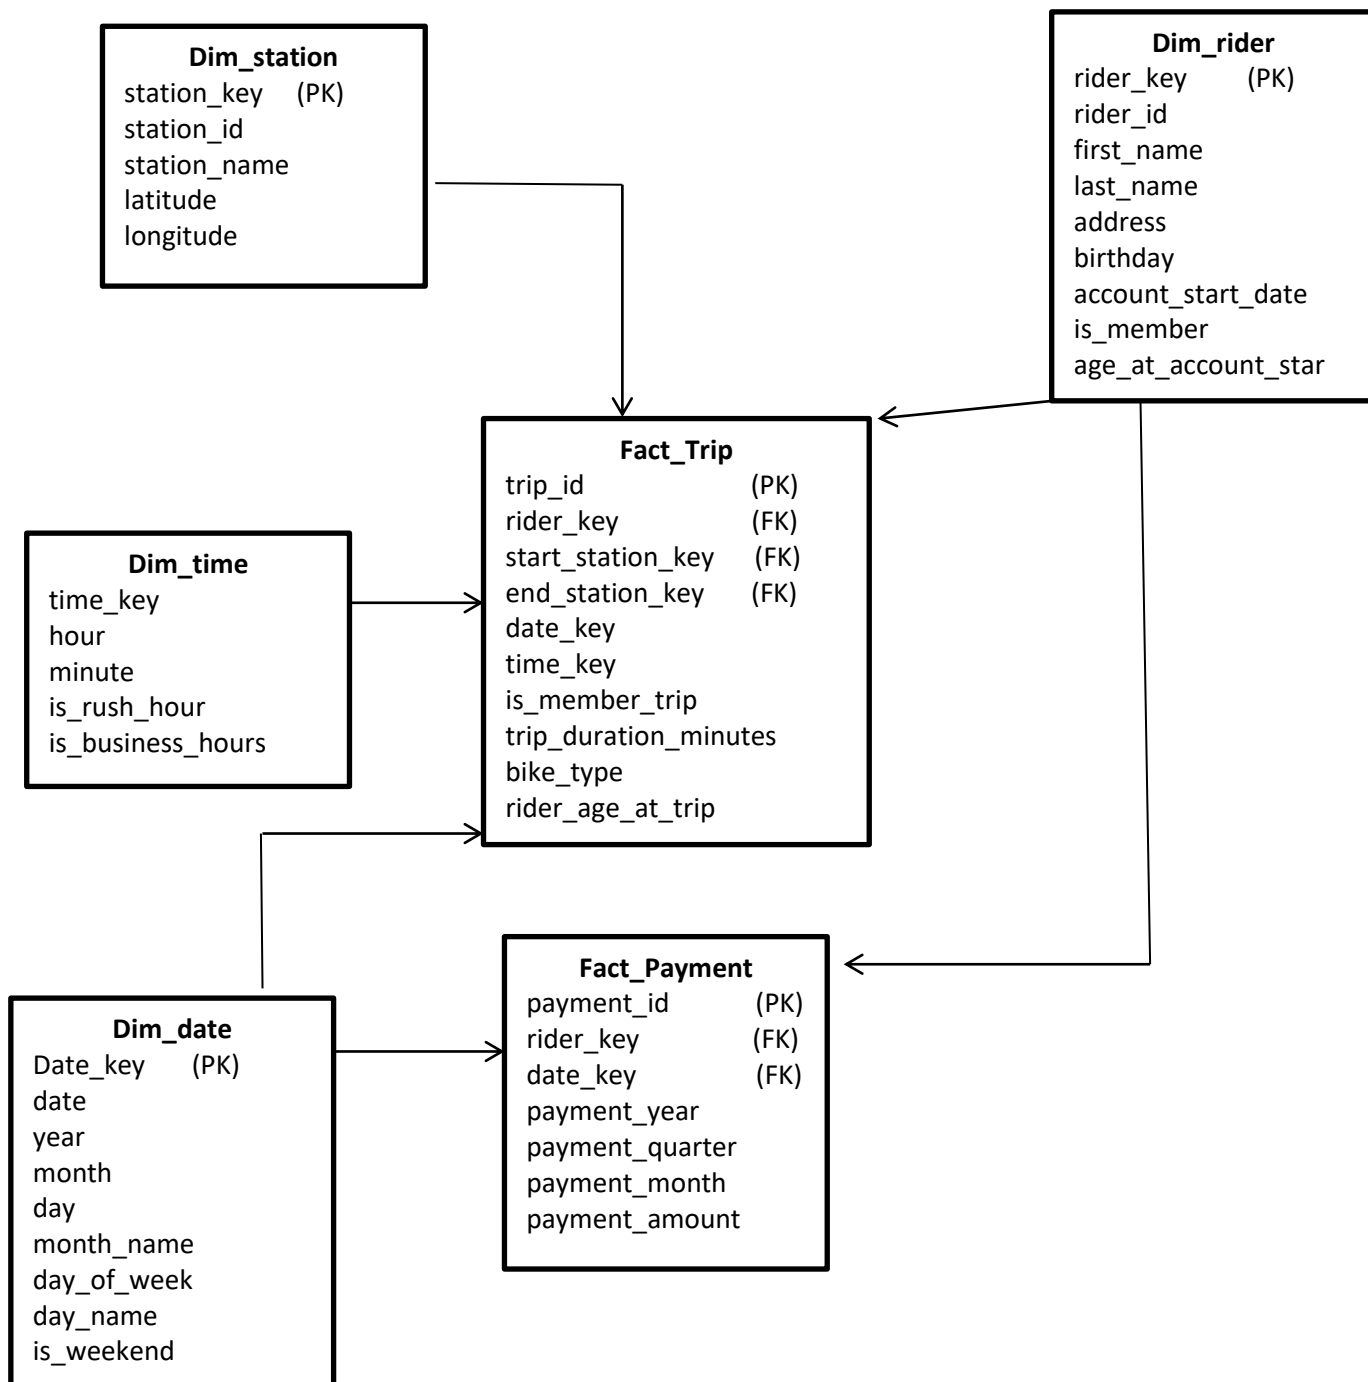 Dim_station
station_key (PK)
station_id
station_name
latitude
longitude
Dim_rider
rider_key (PK)
rider_id
first_name
last_name
address
birthday
account_start_date
is_member
age_at_account_star
Fact_Trip
trip_id (PK)
rider_key (FK)
start_station_key (FK)
end_station_key (FK)
date_key
time_key
is_member_trip
trip_duration_minutes
bike_type
rider_age_at_trip
Dim_time
time_key
hour
minute
is_rush_hour
is_business_hours
Fact_Payment
payment_id (PK)
rider_key (FK)
date_key (FK)
payment_year
payment_quarter
payment_month
payment_amount
Dim_date
Date_key (PK)
date
year
month
day
month_name
day_of_week
day_name
is_weekend